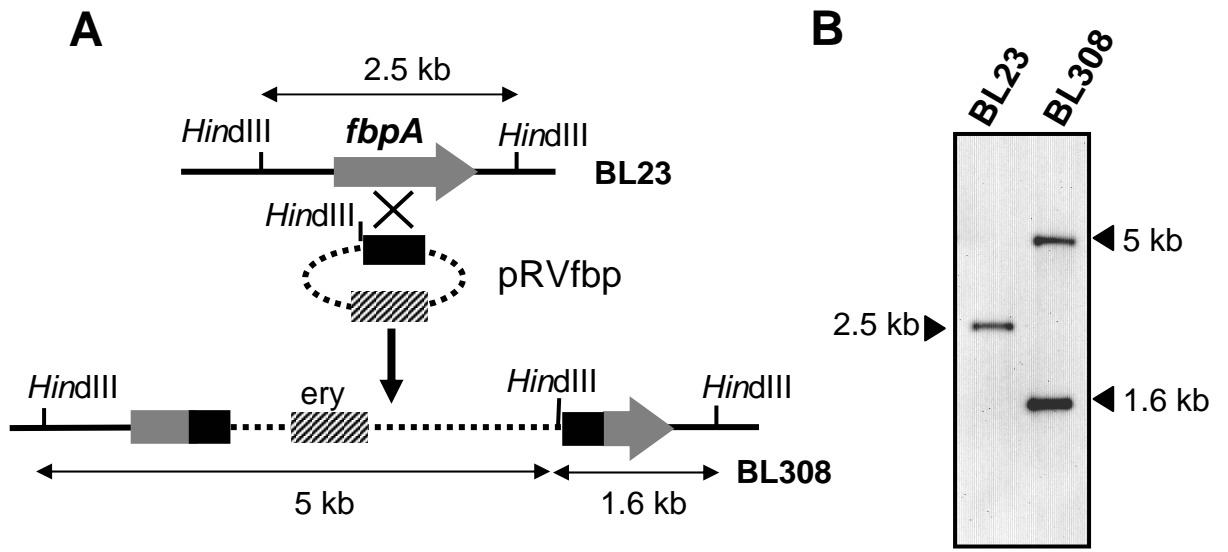 A
2.5 kb
HindIII
fbpA
HindIII
BL23
HindIII
pRVfbp
HindIII
ery
HindIII
HindIII
5 kb
1.6 kb
BL308
B
BL23
BL308
5 kb
2.5 kb
1.6 kb